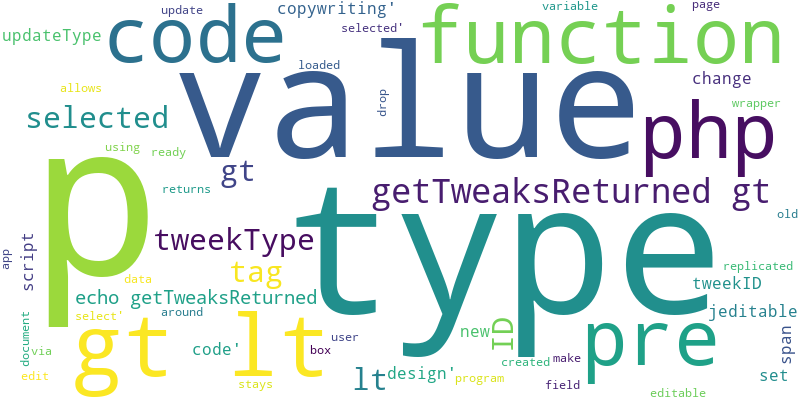 update
copywriting'
variable
page
updateType
code
selected'
function
value
loaded
change
allows
drop
wrapper
selected
php
using
ready
gt
returns
getTweaksReturned gt
p
type
old
tweekType
script
app
tag
replicated
data
tweekID
echo getTweaksReturned
select'
around
jeditable
document
via
gt
lt
code'
user
box
new
ID
pre
span
created
make
edit
stays
lt
design'
program
field
set
editable